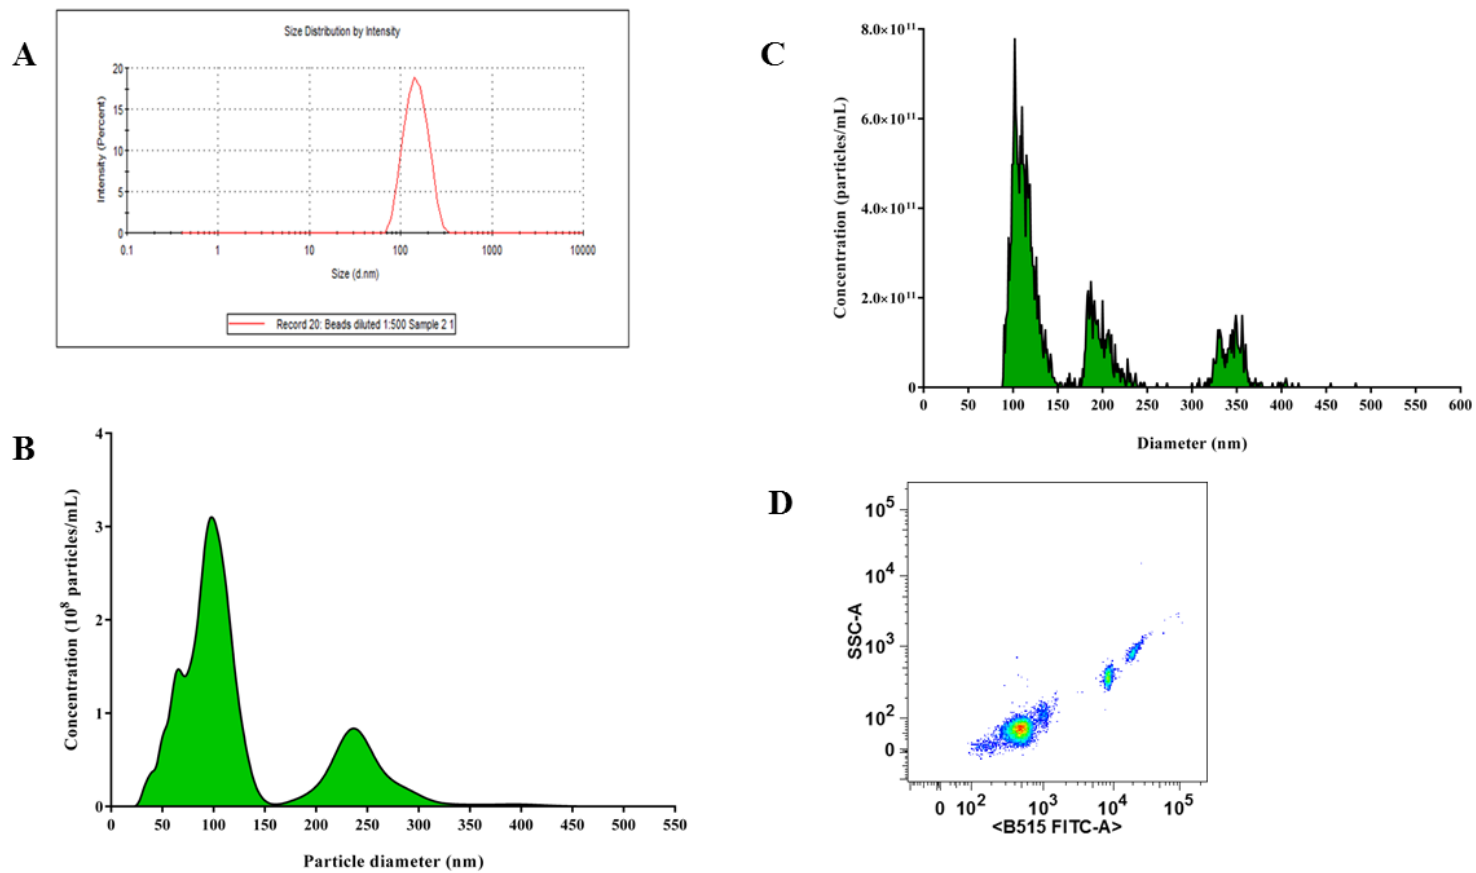 A
Size Distribution by Intensity
Intensity (Percent)
20
15
10
5
0
0.1 1 10 100 1000 10000
Size (d.nm)
Record 20: Beads diluted 1:500 Sample 2 1
B
Concentration (10⁸ particles/mL)
4
3
2
1
0
0 50 100 150 200 250 300 350 400 450 500 550
Particle diameter (nm)
C
Concentration (particles/mL)
8.0×10¹¹
6.0×10¹¹
4.0×10¹¹
2.0×10¹¹
0
0 50 100 150 200 250 300 350 400 450 500 550 600
Diameter (nm)
D
SSC-A
10⁵
10⁴
10³
10²
0
0 10² 10³ 10⁴ 10⁵
<B515 FITC-A>